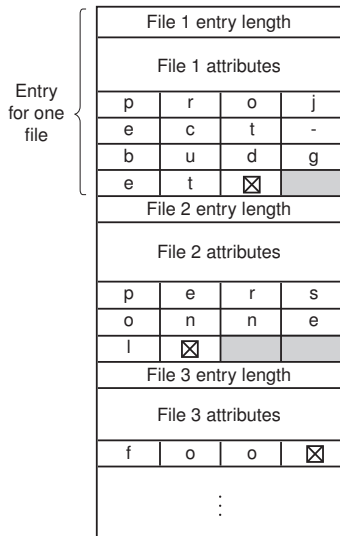 File 1 entry length
Entry
for one
file
File 1 attributes
p r o j
e c t -
b u d g
e t ☒
File 2 entry length
File 2 attributes
p e r s
o n n e
l ☒
File 3 entry length
File 3 attributes
f o o ☒
⋮